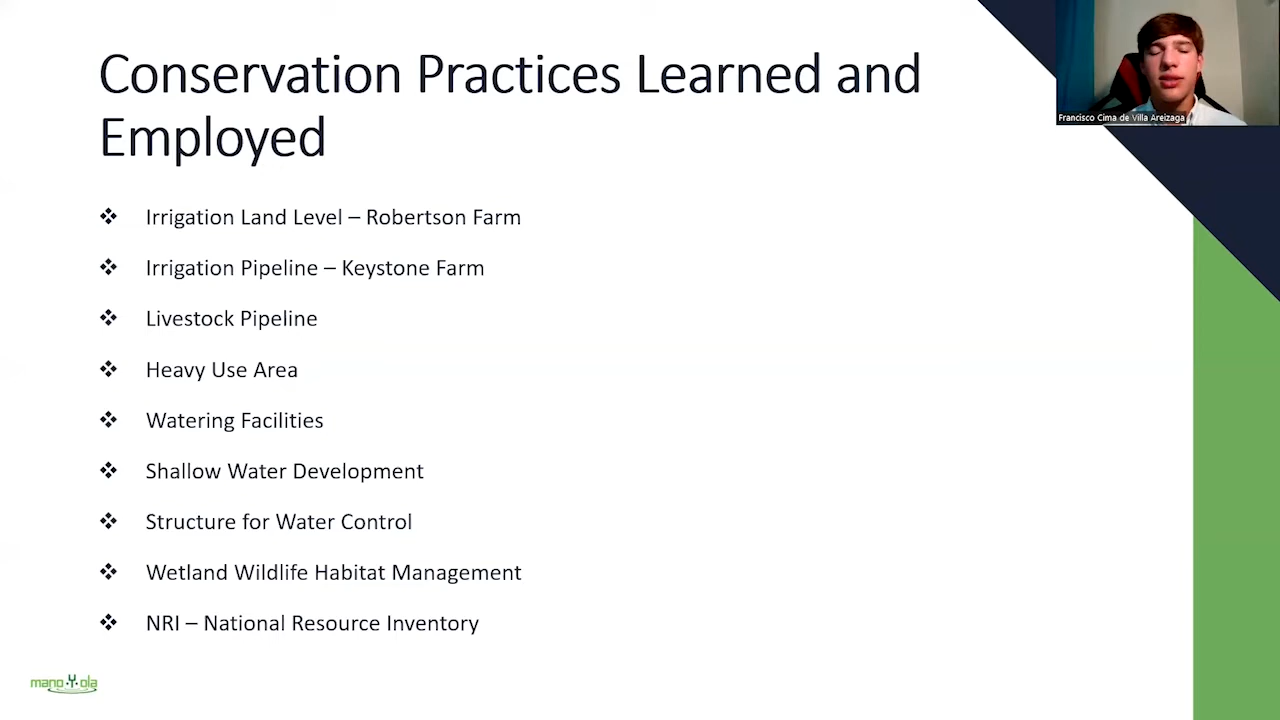 Conservation Practices Learned and
Employed
Francisco Cima de Villa Areizaga
❖ Irrigation Land Level – Robertson Farm
❖ Irrigation Pipeline – Keystone Farm
❖ Livestock Pipeline
❖ Heavy Use Area
❖ Watering Facilities
❖ Shallow Water Development
❖ Structure for Water Control
❖ Wetland Wildlife Habitat Management
❖ NRI – National Resource Inventory
mano Y ola